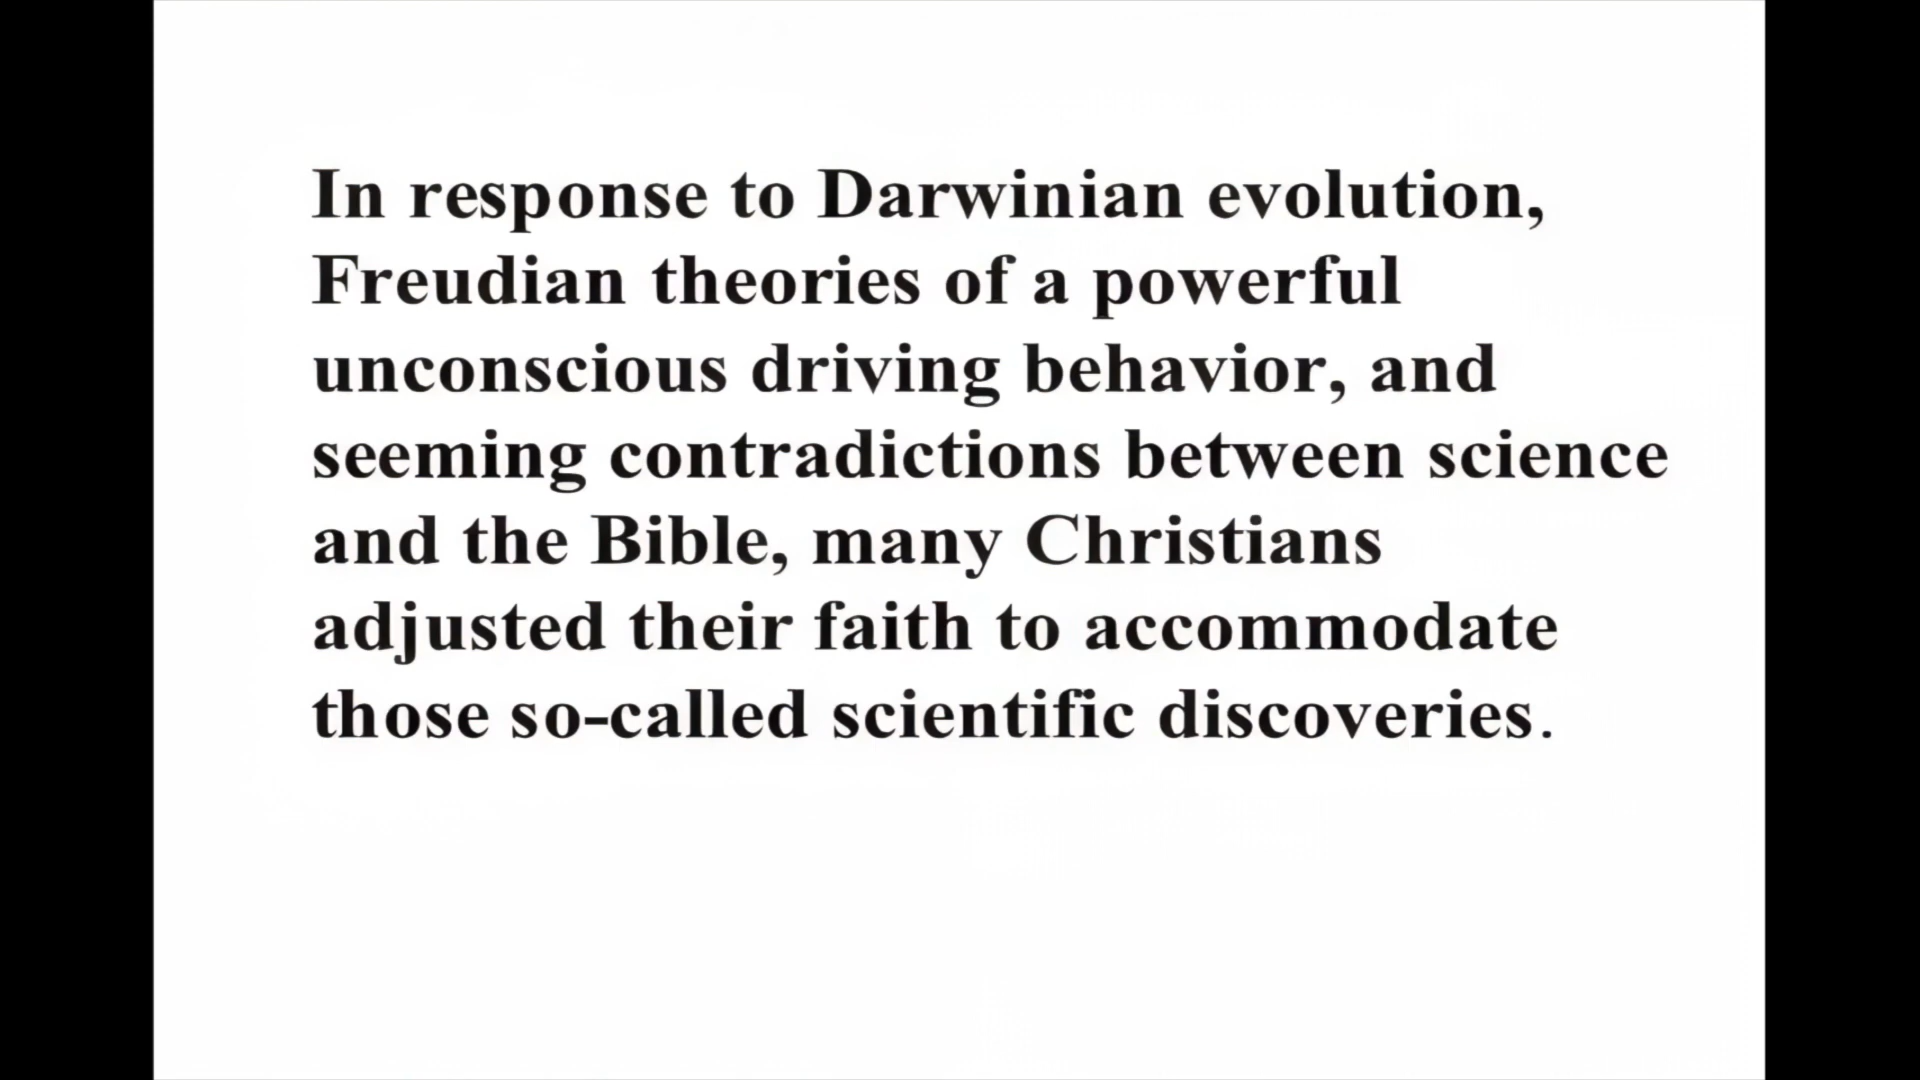 In response to Darwinian evolution,
Freudian theories of a powerful
unconscious driving behavior, and
seeming contradictions between science
and the Bible, many Christians
adjusted their faith to accommodate
those so-called scientific discoveries.